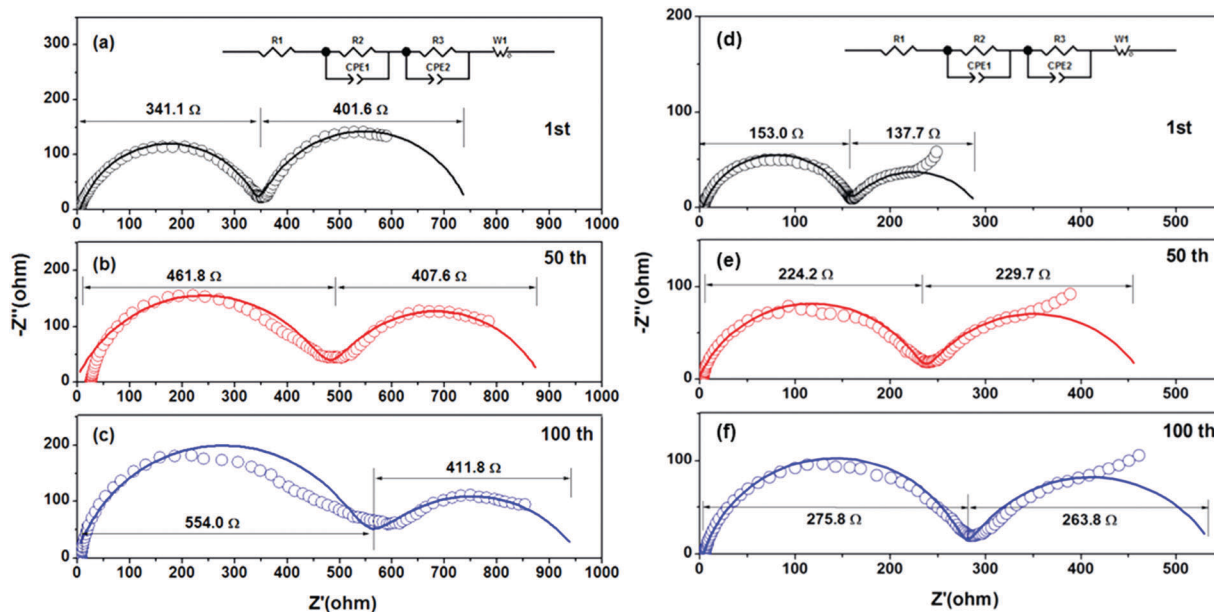 (a)
R1 R2 R3 W1
CPE1 CPE2
341.1 Ω 401.6 Ω
1st
300
200
100
0
0 100 200 300 400 500 600 700 800 900 1000
(b)
50 th
461.8 Ω 407.6 Ω
200
100
0
0 100 200 300 400 500 600 700 800 900 1000
(c)
100 th
411.8 Ω
554.0 Ω
200
100
0
0 100 200 300 400 500 600 700 800 900 1000
-Z''(ohm)
Z'(ohm)
(d)
R1 R2 R3 W1
CPE1 CPE2
153.0 Ω 137.7 Ω
1st
200
100
0
0 100 200 300 400 500
(e)
50 th
224.2 Ω 229.7 Ω
100
0
0 100 200 300 400 500
(f)
100 th
275.8 Ω 263.8 Ω
100
0
0 100 200 300 400 500
-Z''(ohm)
Z'(ohm)